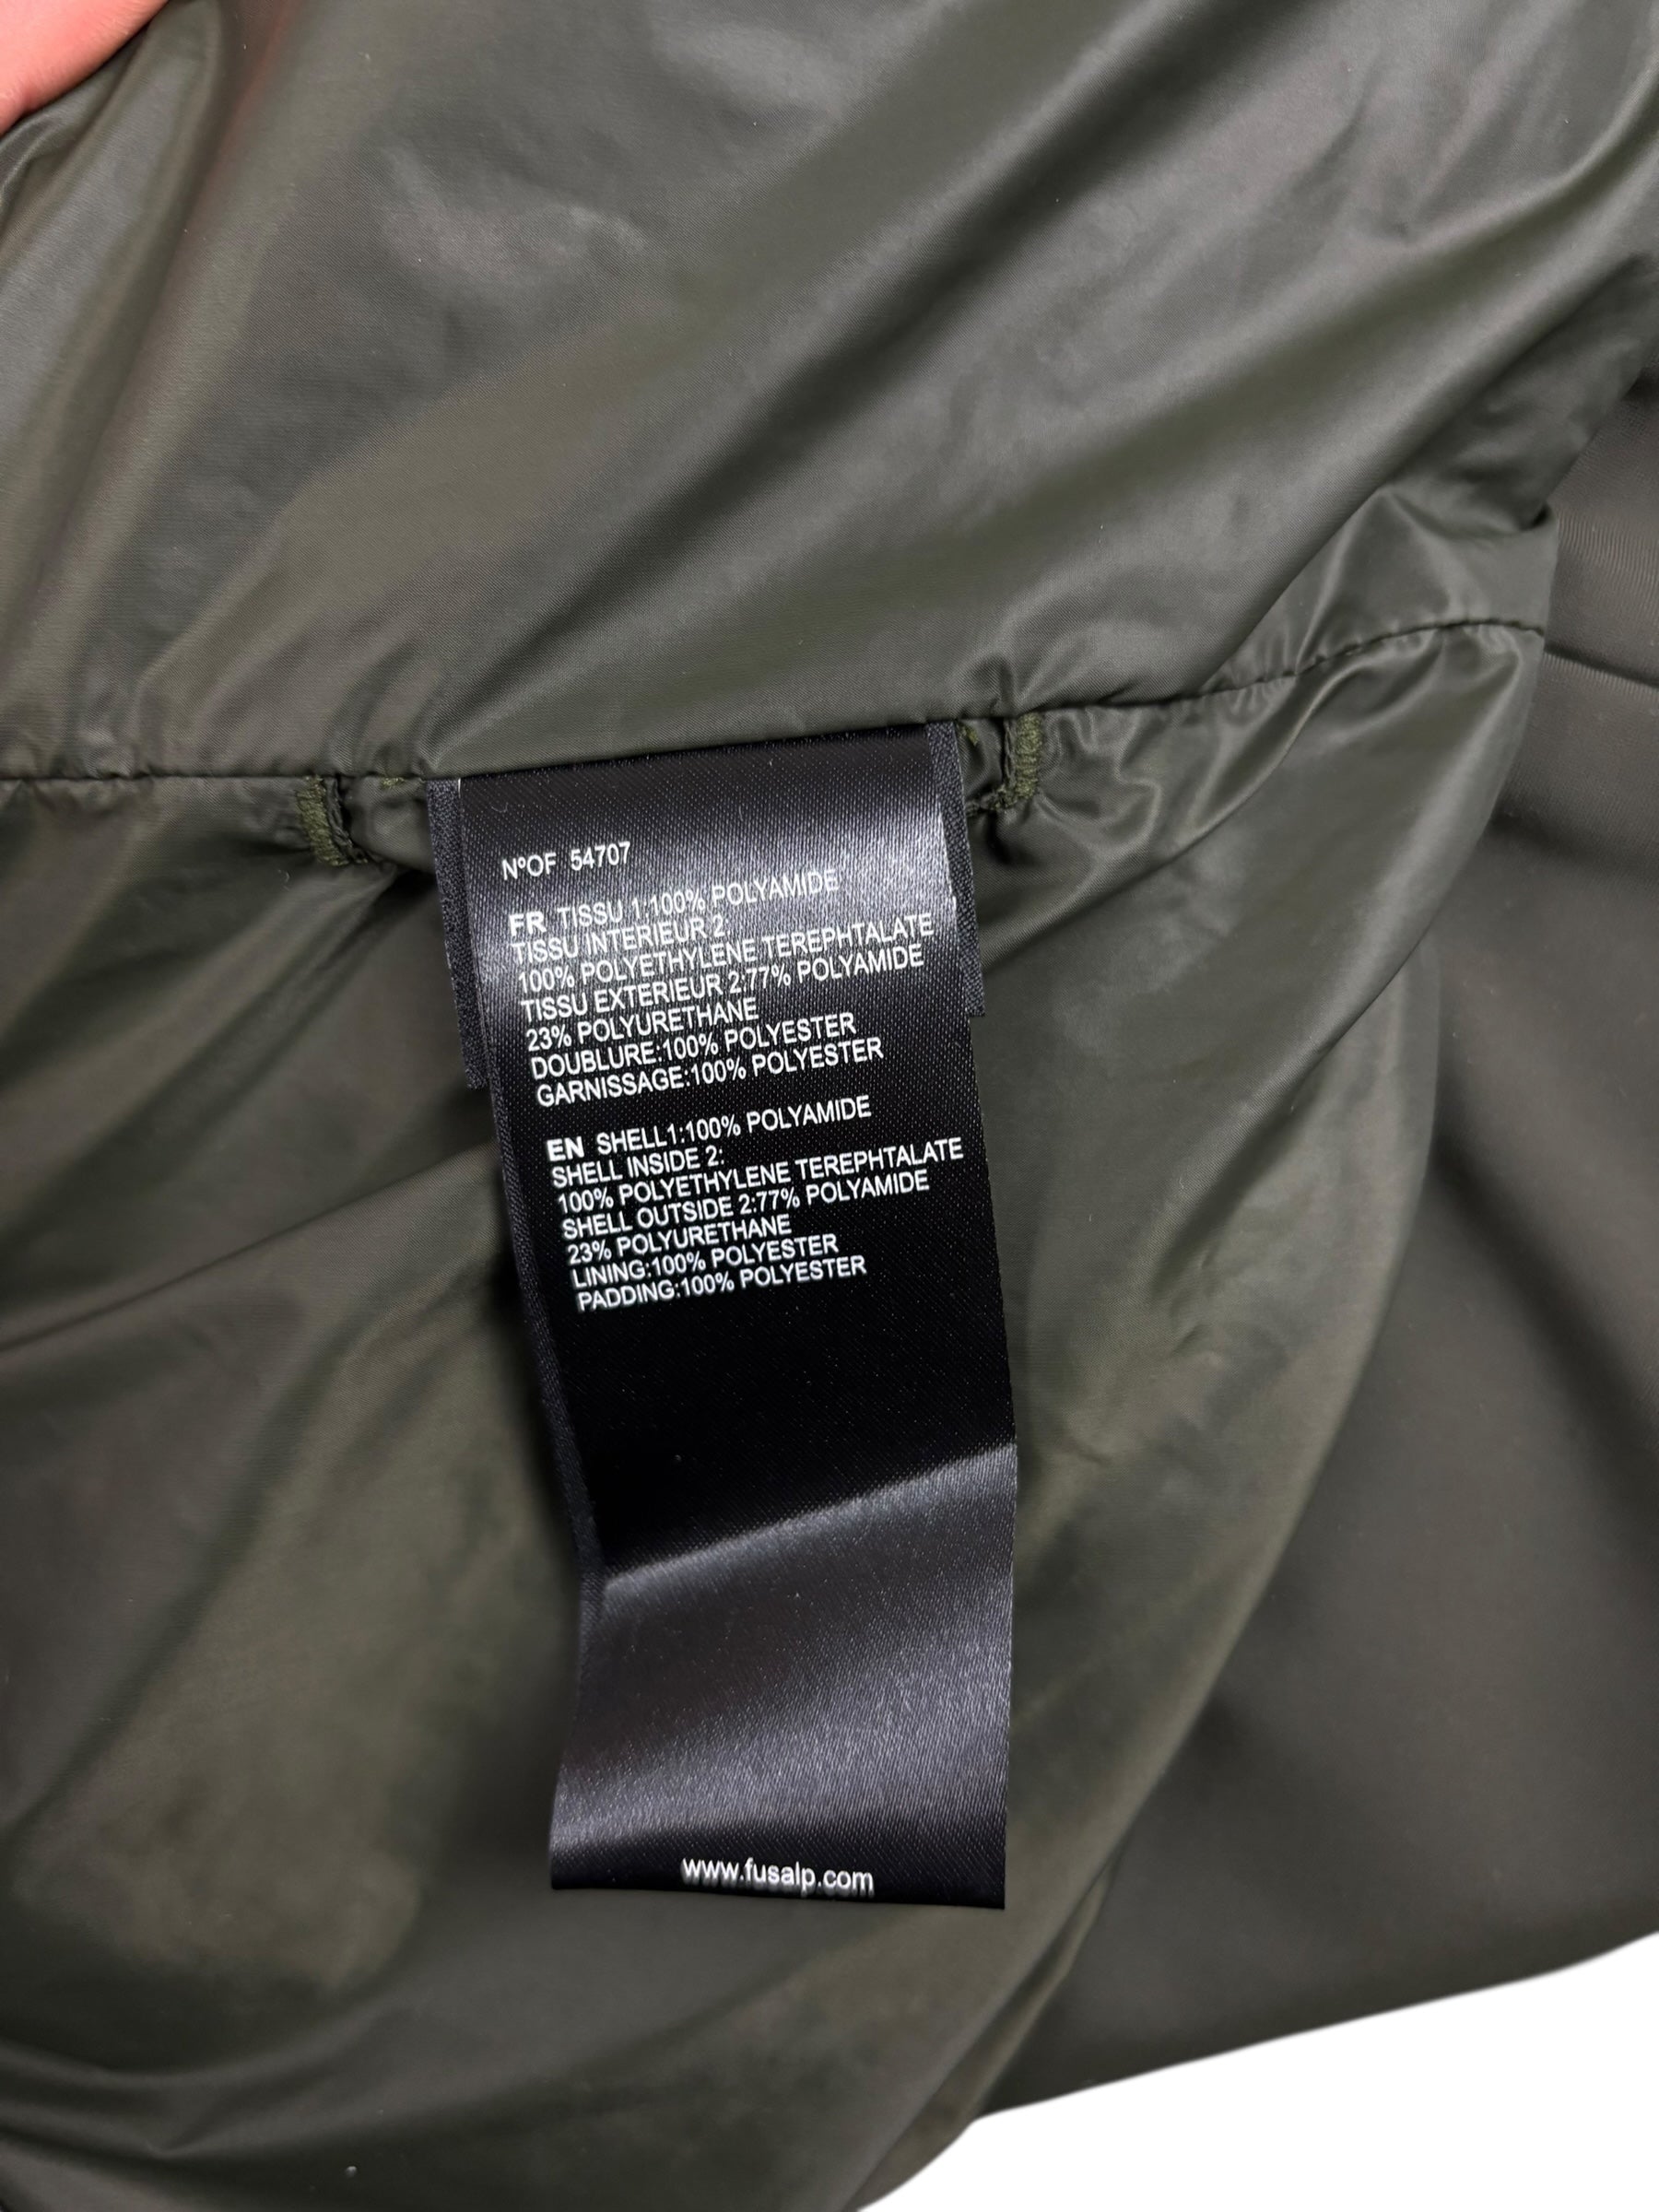 N°OF 54707
FR TISSU 1:100% POLYAMIDE
TISSU INTERIEUR 2:
100% POLYETHYLENE TEREPHTALATE
TISSU EXTERIEUR 2:77% POLYAMIDE
23% POLYURETHANE
DOUBLURE:100% POLYESTER
GARNISSAGE:100% POLYESTER
EN SHELL1:100% POLYAMIDE
SHELL INSIDE 2:
100% POLYETHYLENE TEREPHTALATE
SHELL OUTSIDE 2:77% POLYAMIDE
23% POLYURETHANE
LINING:100% POLYESTER
PADDING:100% POLYESTER
www.fusalp.com